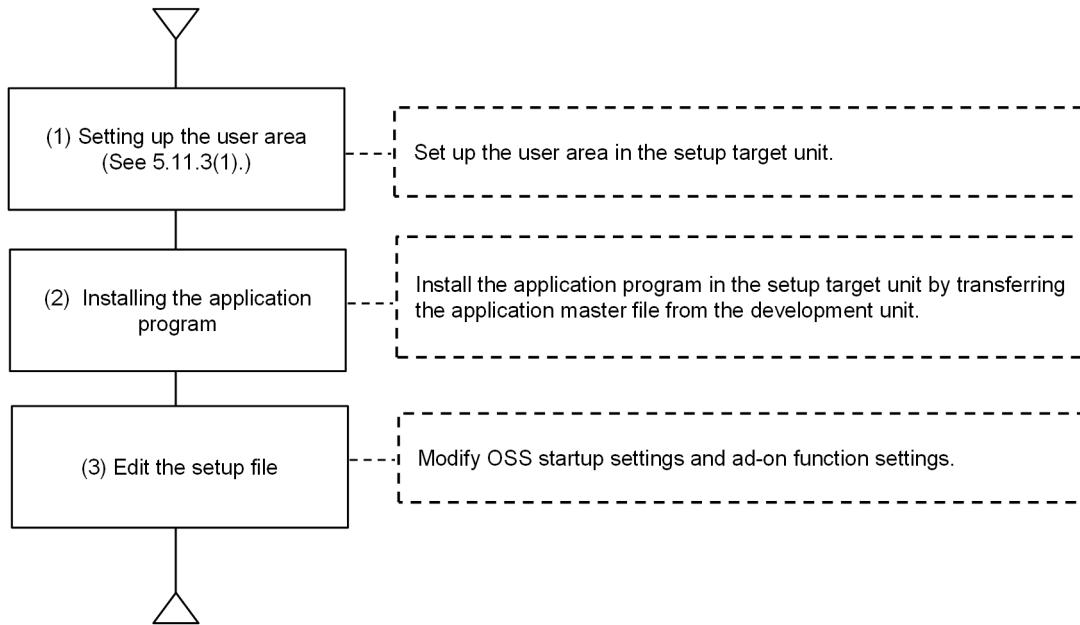 (1) Setting up the user area
(See 5.11.3(1).)
Set up the user area in the setup target unit.
(2) Installing the application
program
Install the application program in the setup target unit by transferring
the application master file from the development unit.
(3) Edit the setup file
Modify OSS startup settings and ad-on function settings.